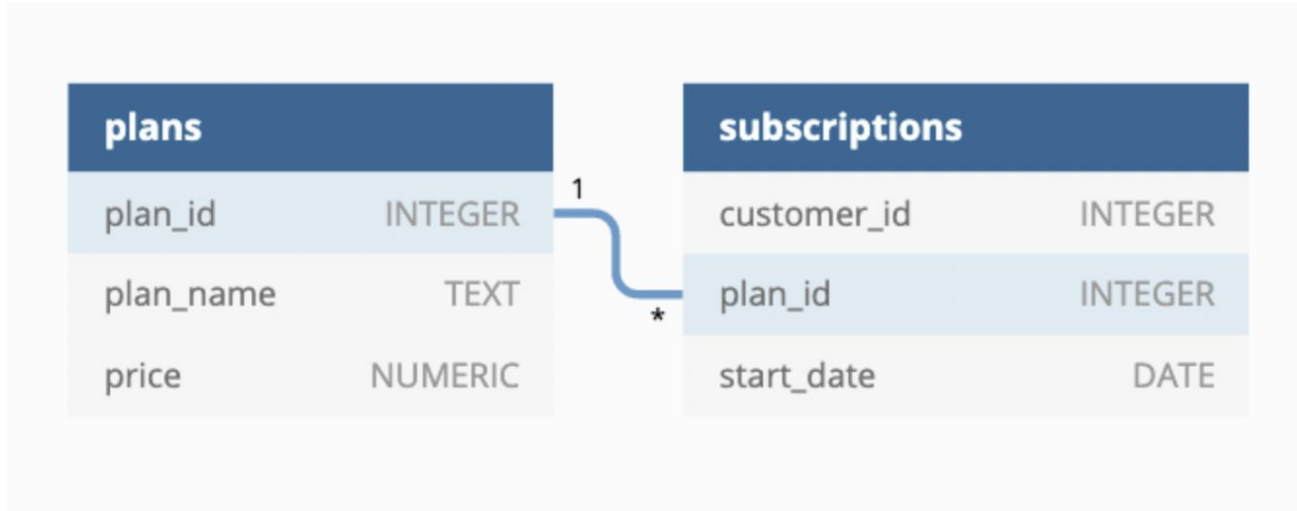 plans
plan_id INTEGER
plan_name TEXT
price NUMERIC
1
*
subscriptions
customer_id INTEGER
plan_id INTEGER
start_date DATE